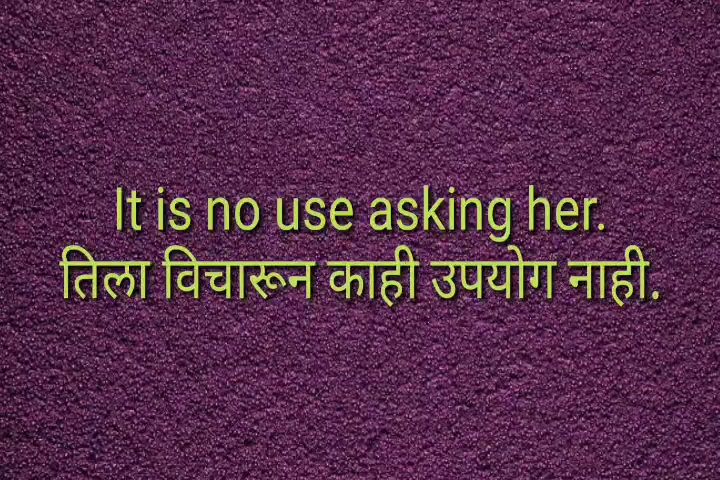 It is no use asking her.
तिला विचारून काही उपयोग नाही.